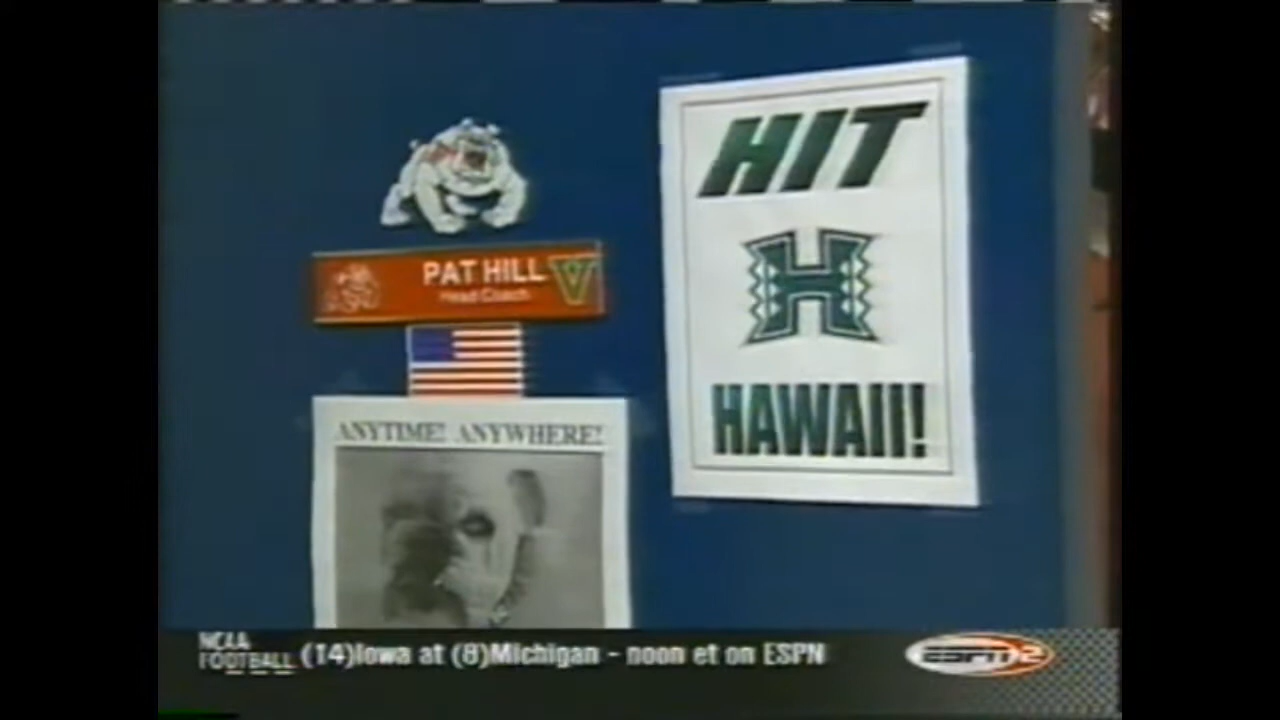 HIT
H
HAWAII!
PAT HILL
Head Coach
V
ANYTIME! ANYWHERE!
NCAA
FOOTBALL
(14)Iowa at (8)Michigan - noon et on ESPN
ESPN2